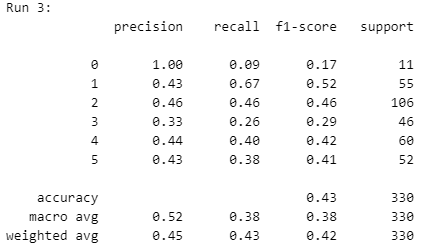 Run 3:
precision recall f1-score support
0 1.00 0.09 0.17 11
1 0.43 0.67 0.52 55
2 0.46 0.46 0.46 106
3 0.33 0.26 0.29 46
4 0.44 0.40 0.42 60
5 0.43 0.38 0.41 52
accuracy 0.43 330
macro avg 0.52 0.38 0.38 330
weighted avg 0.45 0.43 0.42 330